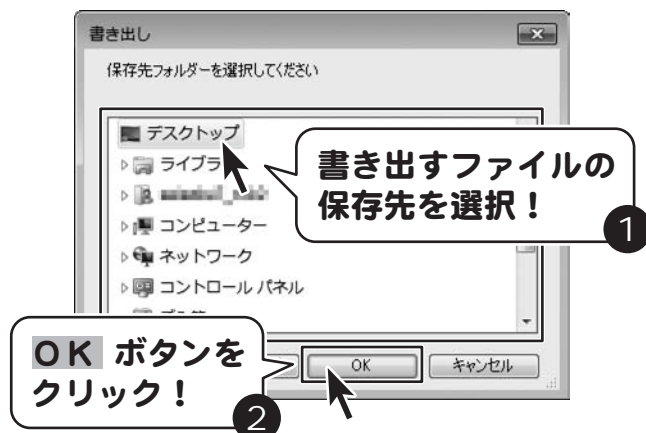 書き出し
保存先フォルダーを選択してください
デスクトップ
ライブラ
コンピューター
ネットワーク
コントロール パネル
書き出すファイルの
保存先を選択！
1
OK ボタンを
クリック！
2
OK
キャンセル